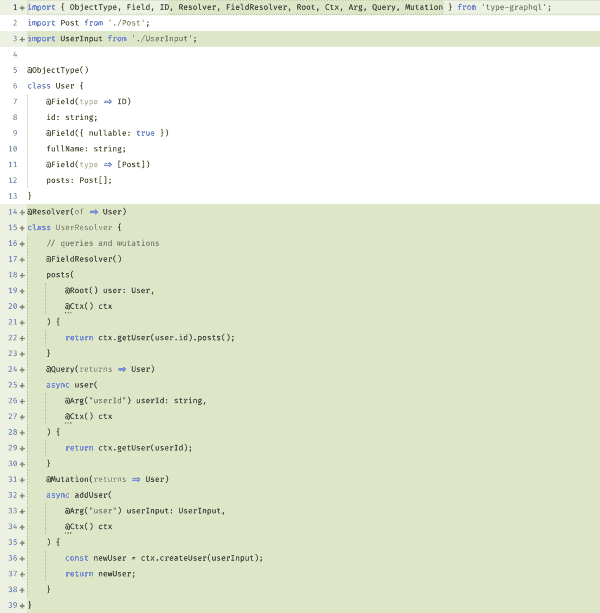 1 + import { ObjectType, Field, ID, Resolver, FieldResolver, Root, Ctx, Arg, Query, Mutation } from 'type-graphql';
2 import Post from './Post';
3 + import UserInput from './UserInput';
4
5 @ObjectType()
6 class User {
7 @Field(type => ID)
8 id: string;
9 @Field({ nullable: true })
10 fullName: string;
11 @Field(type => [Post])
12 posts: Post[];
13 }
14 + @Resolver(of => User)
15 + class UserResolver {
16 + // queries and mutations
17 + @FieldResolver()
18 + posts(
19 + @Root() user: User,
20 + @Ctx() ctx
21 + ) {
22 + return ctx.getUser(user.id).posts();
23 + }
24 + @Query(returns => User)
25 + async user(
26 + @Arg("userId") userId: string,
27 + @Ctx() ctx
28 + ) {
29 + return ctx.getUser(userId);
30 + }
31 + @Mutation(returns => User)
32 + async addUser(
33 + @Arg("user") userInput: UserInput,
34 + @Ctx() ctx
35 + ) {
36 + const newUser = ctx.createUser(userInput);
37 + return newUser;
38 + }
39 + }